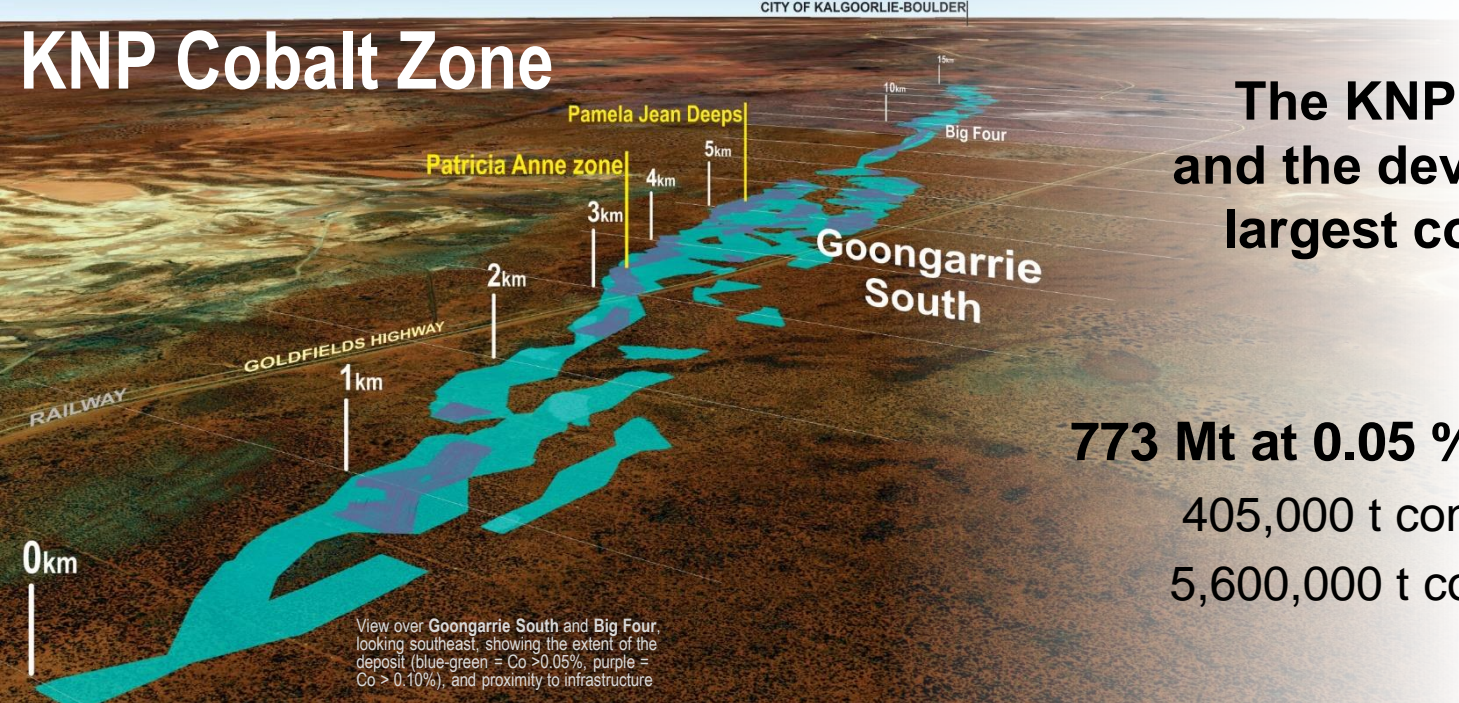 CITY OF KALGOORLIE-BOULDER
KNP Cobalt Zone
15km
10km
Big Four
Pamela Jean Deeps
5km
Patricia Anne zone
4km
3km
Goongarrie
South
2km
GOLDFIELDS HIGHWAY
1km
RAILWAY
0km
View over Goongarrie South and Big Four,
looking southeast, showing the extent of the
deposit (blue-green = Co >0.05%, purple =
Co > 0.10%), and proximity to infrastructure
The KNP
and the dev
largest co
773 Mt at 0.05 %
405,000 t cor
5,600,000 t co